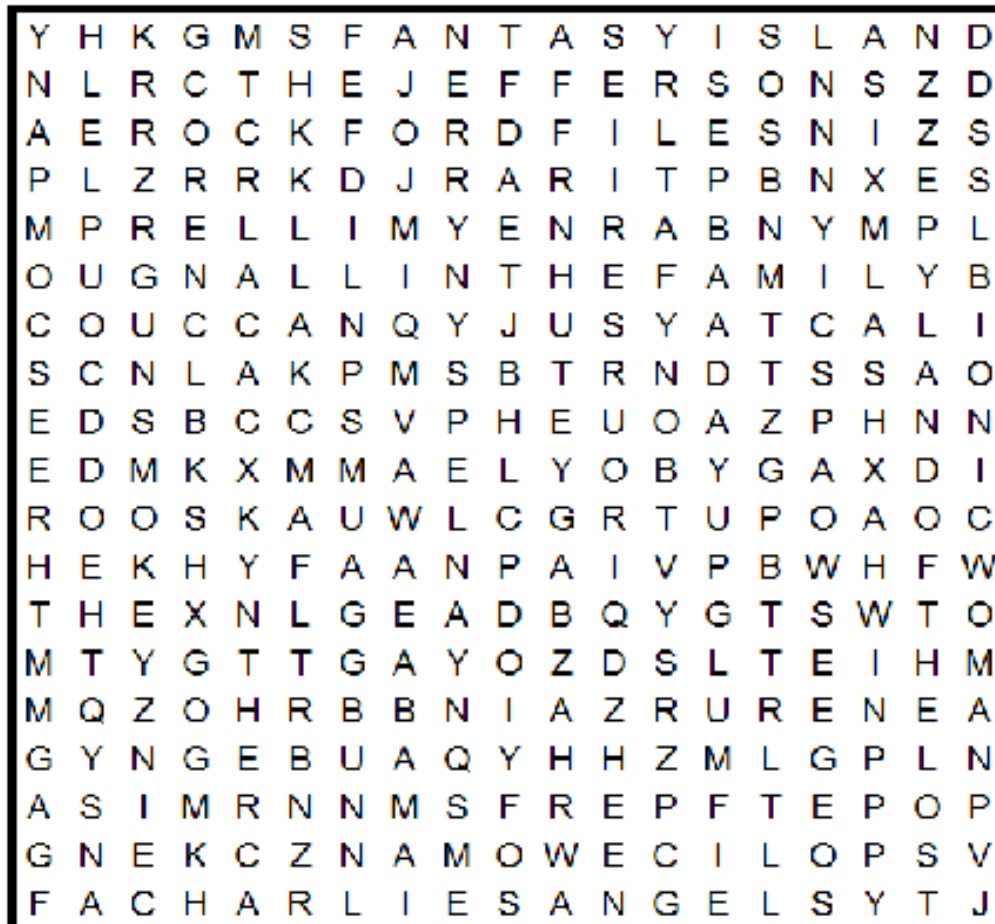 Y H K G M S F A N T A S Y I S L A N D
N L R C T H E J E F F E R S O N S Z D
A E R O C K F O R D F I L E S N I Z S
P L Z R R K D J R A R I T P B N X E S
M P R E L L I M Y E N R A B N Y M P L
O U G N A L L I N T H E F A M I L Y B
C O U C C A N Q Y J U S Y A T C A L I
S C N L A K P M S B T R N D T S S A O
E D S B C C S V P H E U O A Z P H N N
E D M K X M M A E L Y O B Y G A X D I
R O O S K A U W L C G R T U P O A O C
H E K H Y F A A N P A I V P B W H F W
T H E X N L G E A D B Q Y G T S W T O
M T Y G T T G A Y O Z D S L T E I H M
M Q Z O H R B B N I A Z R U R E N E A
G Y N G E B U A Q Y H H Z M L G P L N
A S I M R N N M S F R E P F T E P O P
G N E K C Z N A M O W E C I L O P S V
F A C H A R L I E S A N G E L S Y T J